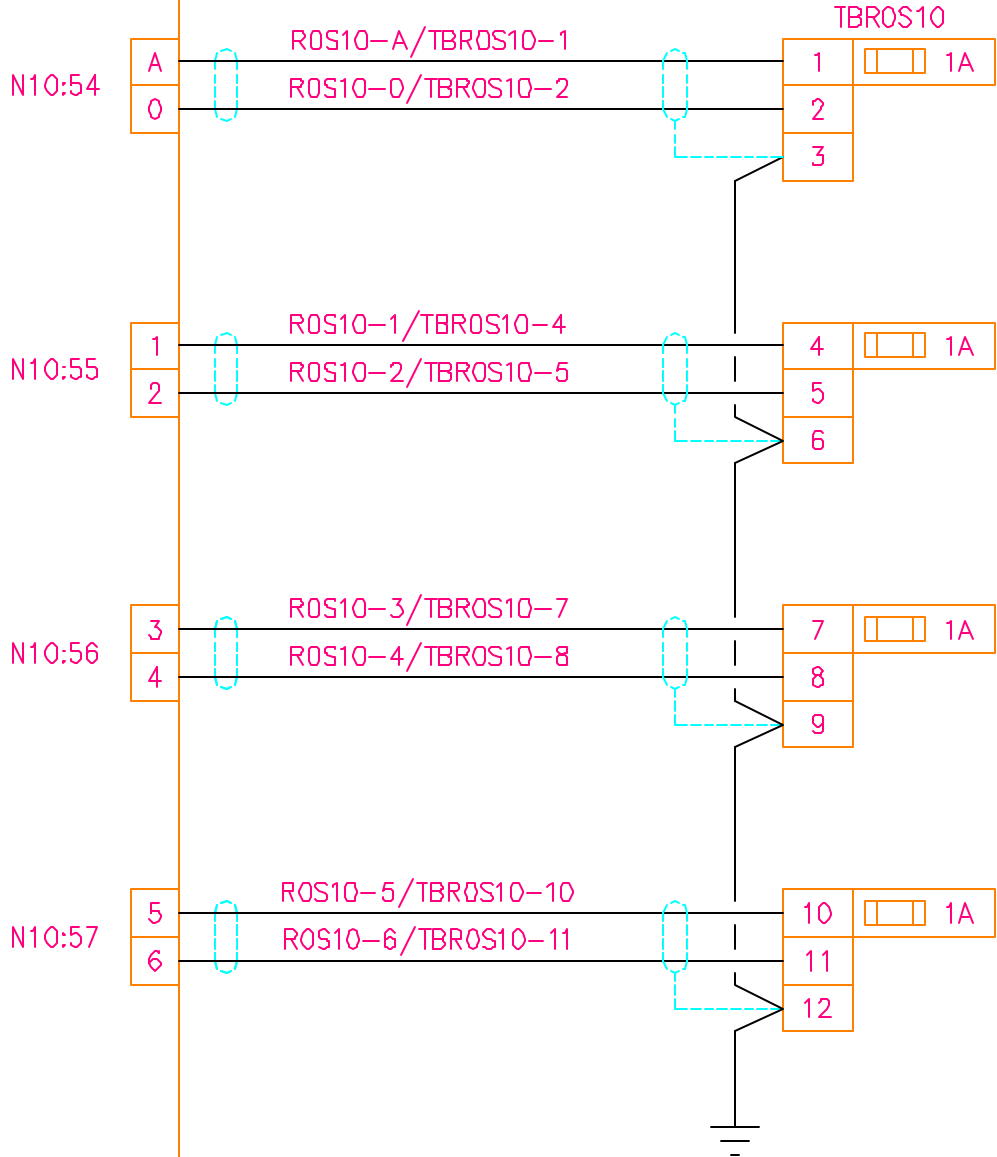 TBROS10
ROS10-A/TBROS10-1
A 1 1A
N10:54
ROS10-0/TBROS10-2
0 2
3
ROS10-1/TBROS10-4
1 4 1A
N10:55
ROS10-2/TBROS10-5
2 5
6
ROS10-3/TBROS10-7
3 7 1A
N10:56
ROS10-4/TBROS10-8
4 8
9
ROS10-5/TBROS10-10
5 10 1A
N10:57
ROS10-6/TBROS10-11
6 11
12